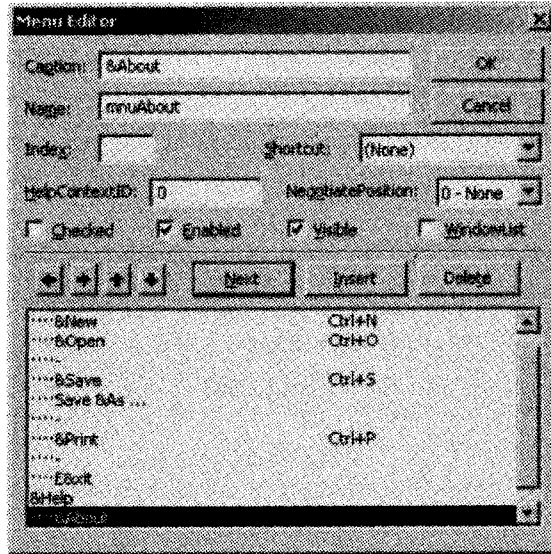 Menu Editor
Caption: &About OK
Name: mnuAbout Cancel
Index: Shortcut: (None)
HelpContextID: 0 NegotiatePosition: 0 - None
Checked Enabled Visible WindowList
Next Insert Delete
····&New Ctrl+N
····&Open Ctrl+O
····-
····&Save Ctrl+S
····Save &As ...
····-
····&Print Ctrl+P
····-
····E&xit
&Help
····&About